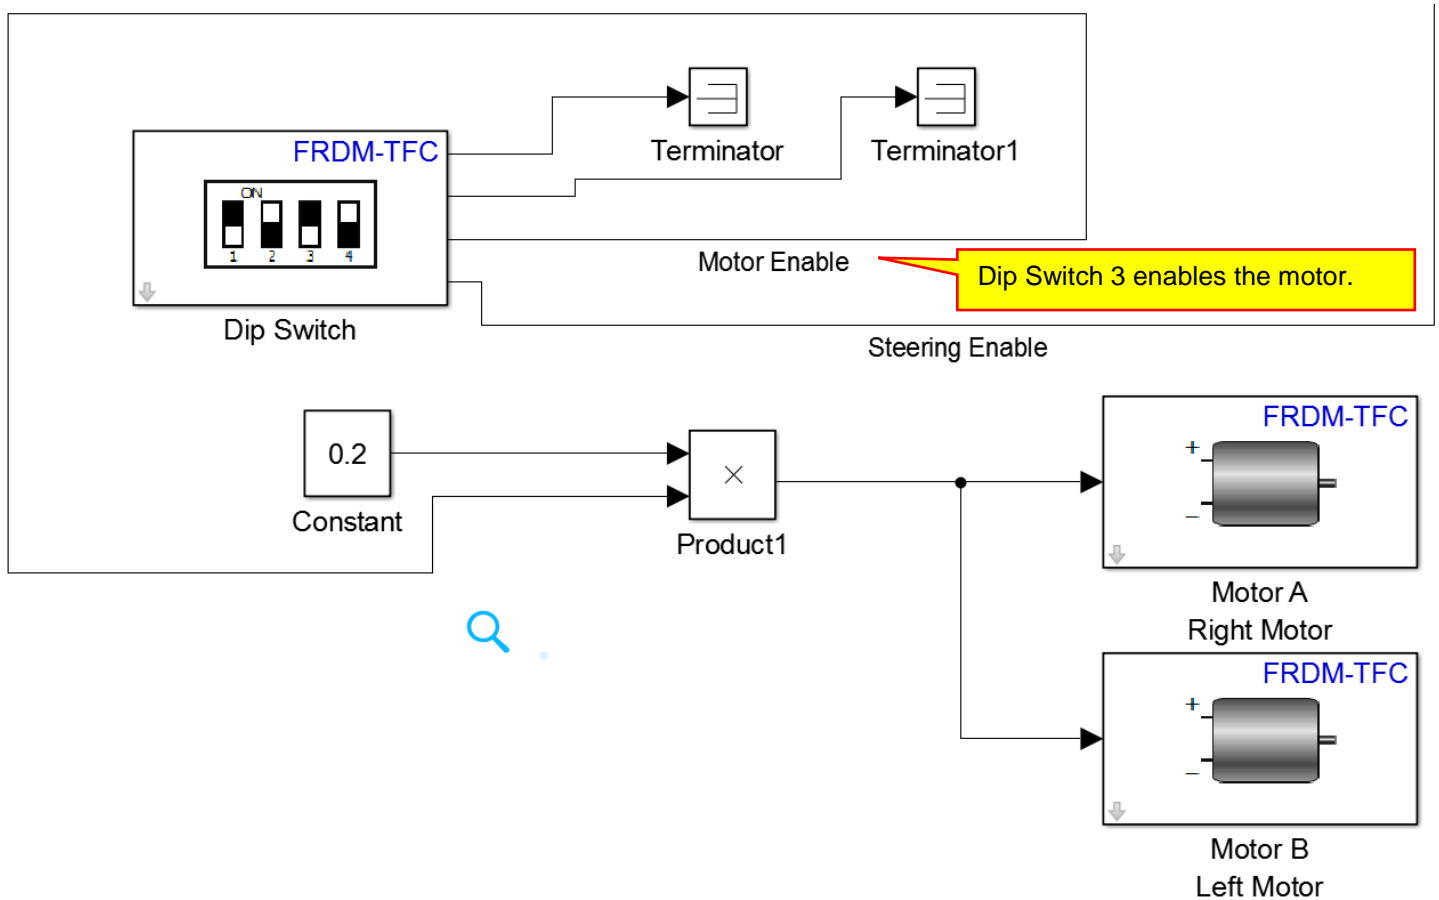 FRDM-TFC
ON
1 2 3 4
Dip Switch
Terminator
Terminator1
Motor Enable
Dip Switch 3 enables the motor.
Steering Enable
0.2
Constant
×
Product1
FRDM-TFC
+
−
Motor A
Right Motor
FRDM-TFC
+
−
Motor B
Left Motor